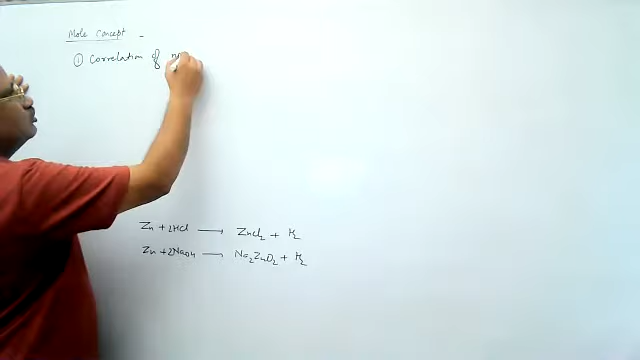 Mole Concept -
① Correlation of
Zn + 2HCl → ZnCl₂ + H₂
Zn + 2NaOH → Na₂ZnO₂ + H₂